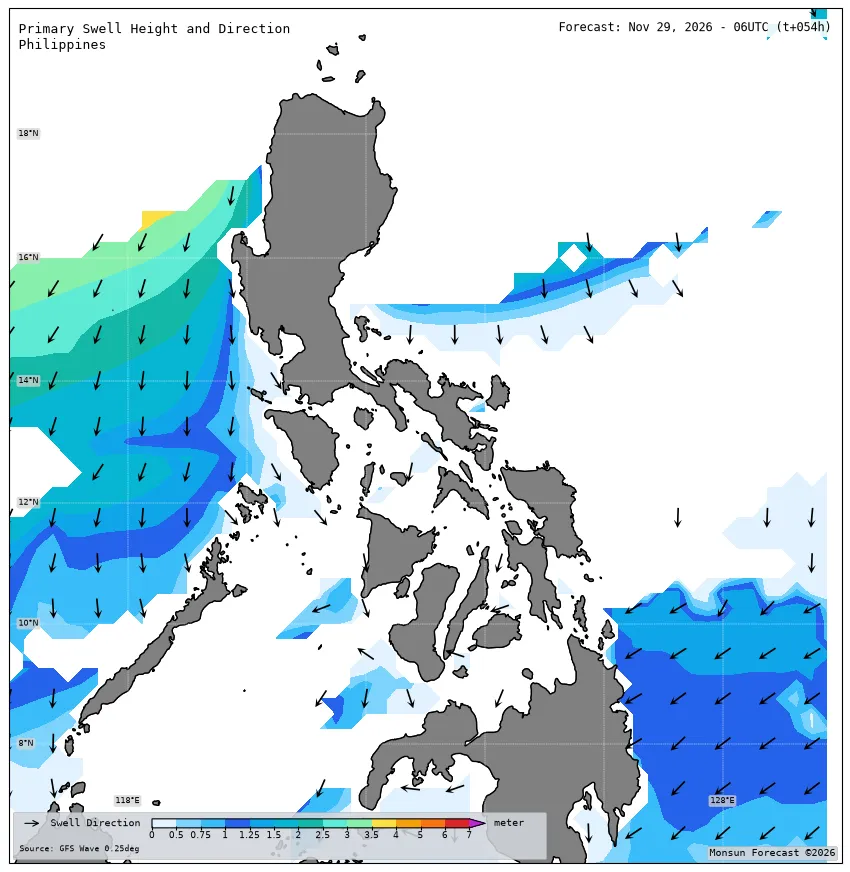 Primary Swell Height and Direction
Philippines
Forecast: Nov 29, 2026 - 06UTC (t+054h)
18°N
16°N
14°N
12°N
10°N
8°N
118°E
128°E
Swell Direction
0 0.5 0.75 1 1.25 1.5 2 2.5 3 3.5 4 5 6 7
meter
Source: GFS Wave 0.25deg
Monsun Forecast ©2026